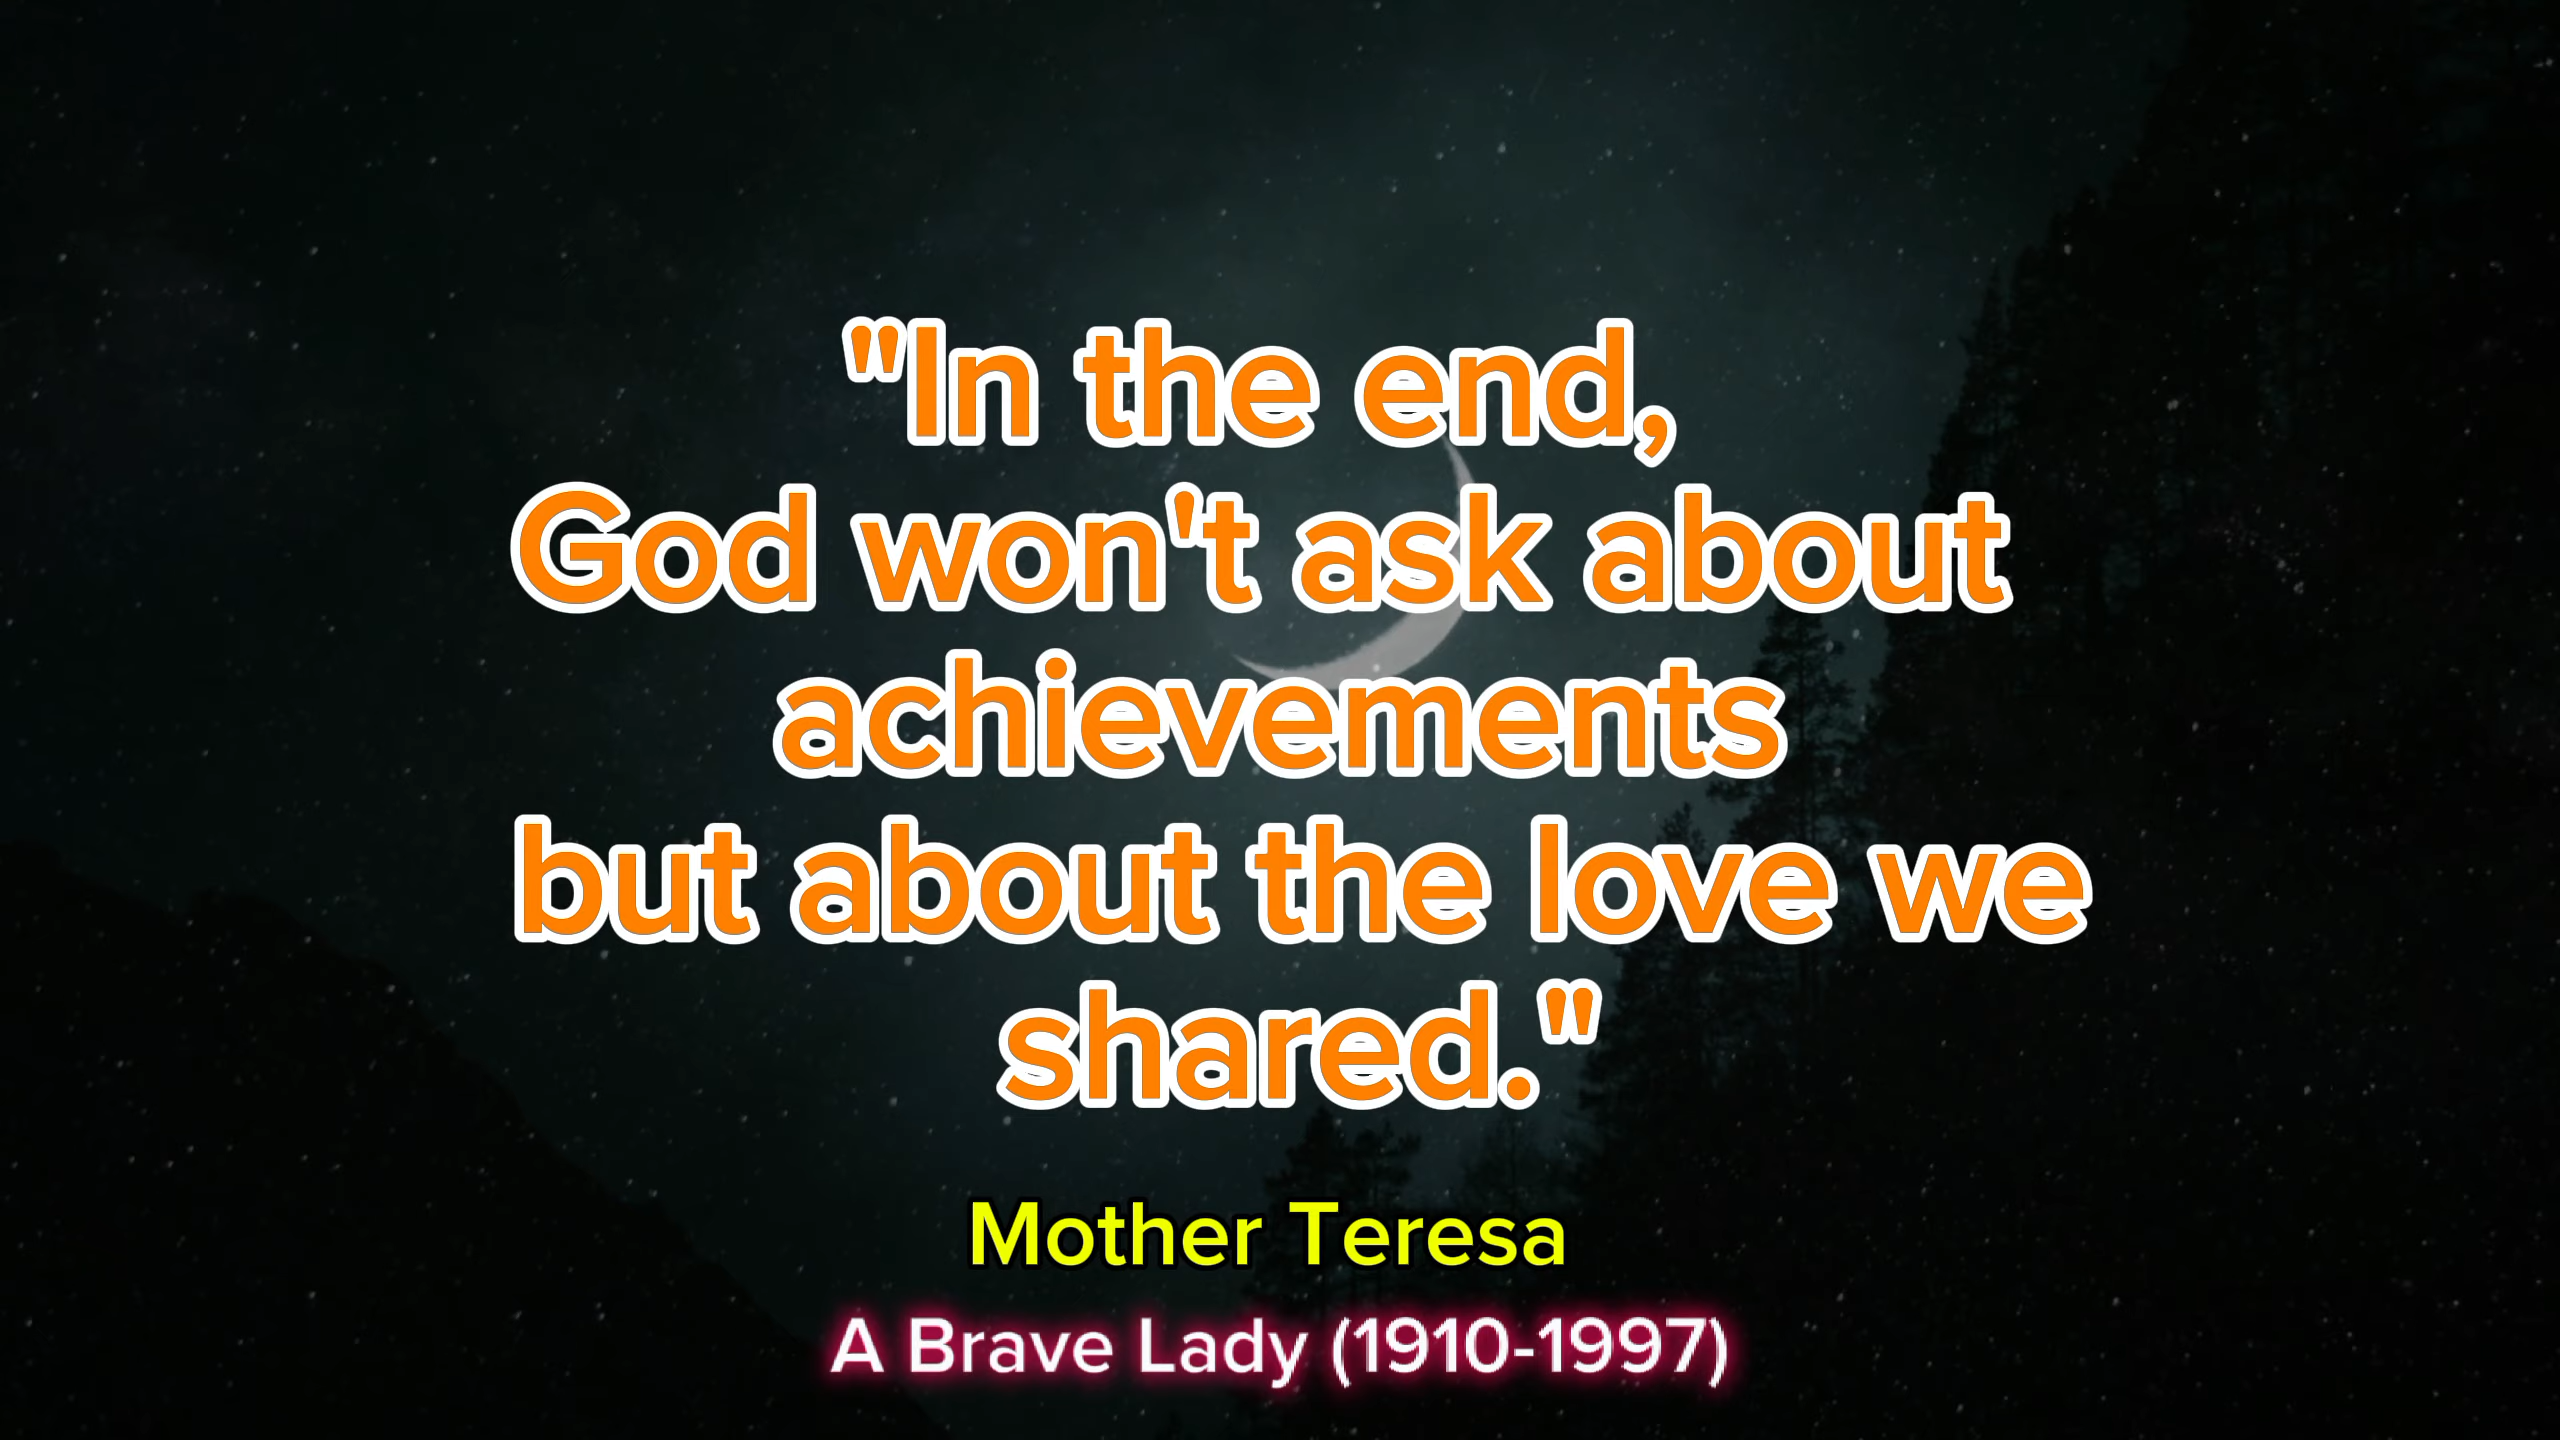 "In the end,
God won't ask about
achievements
but about the love we
shared."
Mother Teresa
A Brave Lady (1910-1997)